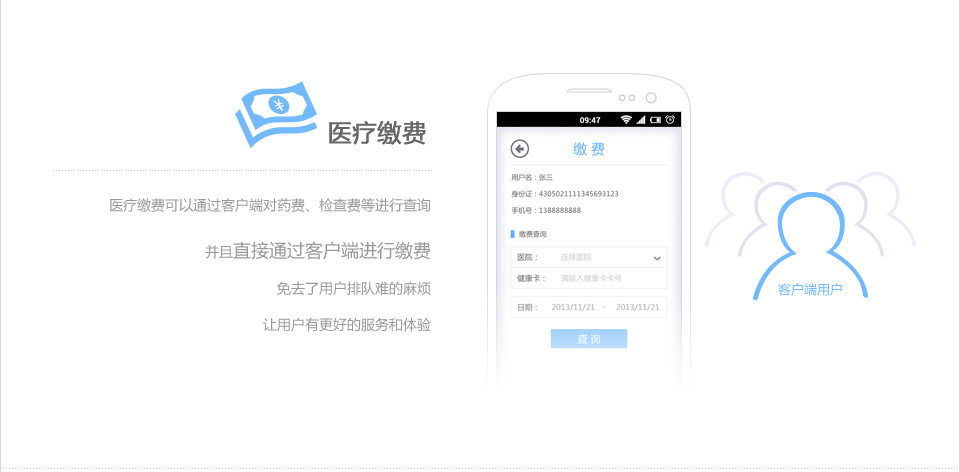 医疗缴费
医疗缴费可以通过客户端对药费、检查费等进行查询
并且直接通过客户端进行缴费
免去了用户排队难的麻烦
让用户有更好的服务和体验
09:47
缴 费
用户名：张三
身份证：4305021111345693123
手机号：1388888888
缴费查询
医院： 选择医院
健康卡： 请输入健康卡卡号
日期： 2013/11/21 - 2013/11/21
查 询
客户端用户